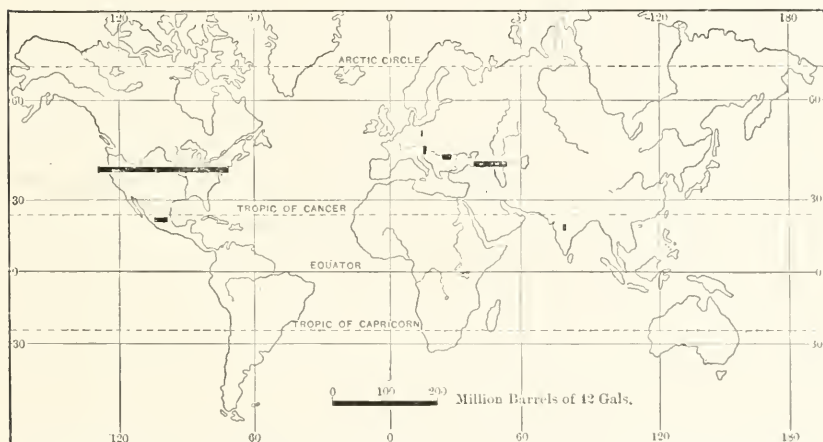 120 60 0 60 120 180
ARCTIC CIRCLE
60 60
30 30
TROPIC OF CANCER
EQUATOR
0 0
TROPIC OF CAPRICORN
30 30
0 100 200
Million Barrels of 42 Gals.
120 60 0 60 120 180